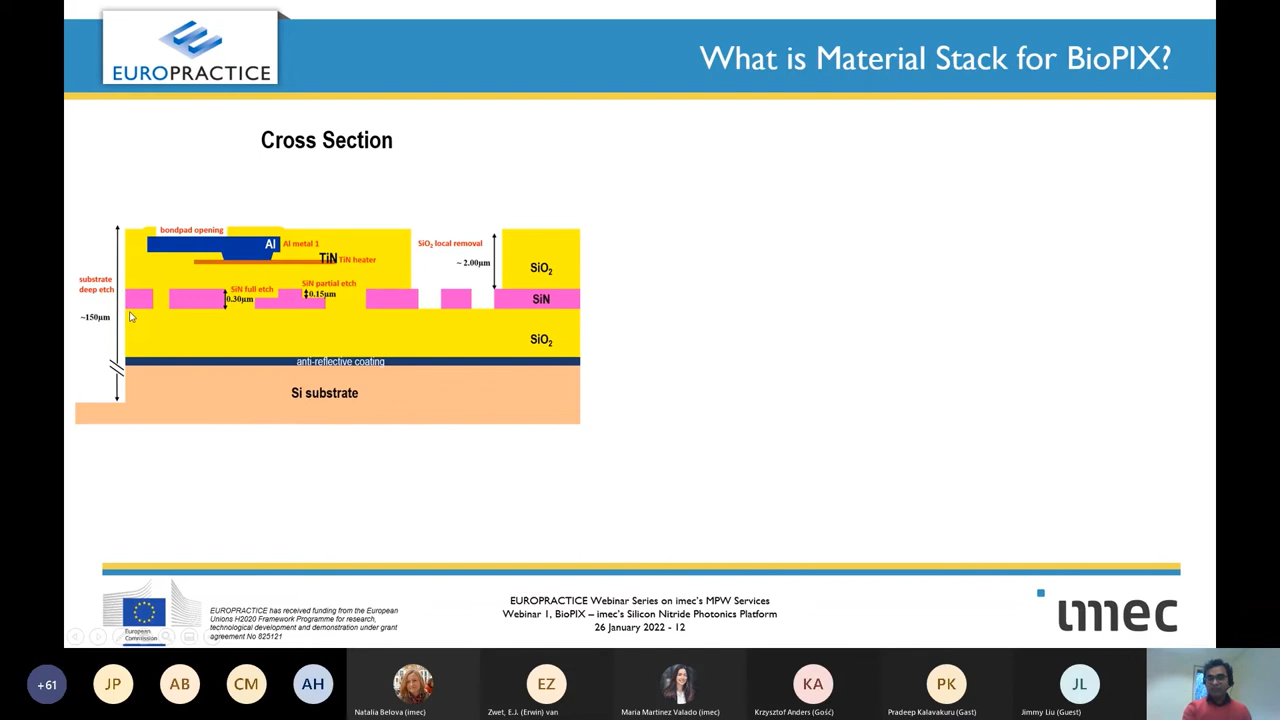 EUROPRACTICE
What is Material Stack for BioPIX?
Cross Section
bondpad opening
Al
Al metal 1
TiN
TiN heater
SiO2 local removal
~ 2.00μm
SiO2
substrate
deep etch
~150μm
SiN full etch
0.30μm
SiN partial etch
0.15μm
SiN
SiO2
anti-reflective coating
Si substrate
European
Commission
EUROPRACTICE has received funding from the European
Unions H2020 Framework Programme for research,
technological development and demonstration under grant
agreement No 825121
EUROPRACTICE Webinar Series on imec's MPW Services
Webinar 1, BioPIX – imec's Silicon Nitride Photonics Platform
26 January 2022 - 12
imec
+61
JP
AB
CM
AH
Natalia Belova (imec)
EZ
Zwet, E.J. (Erwin) van
Maria Martinez Valado (imec)
KA
Krzysztof Anders (Gość)
PK
Pradeep Kalavakuru (Gast)
JL
Jimmy Liu (Guest)